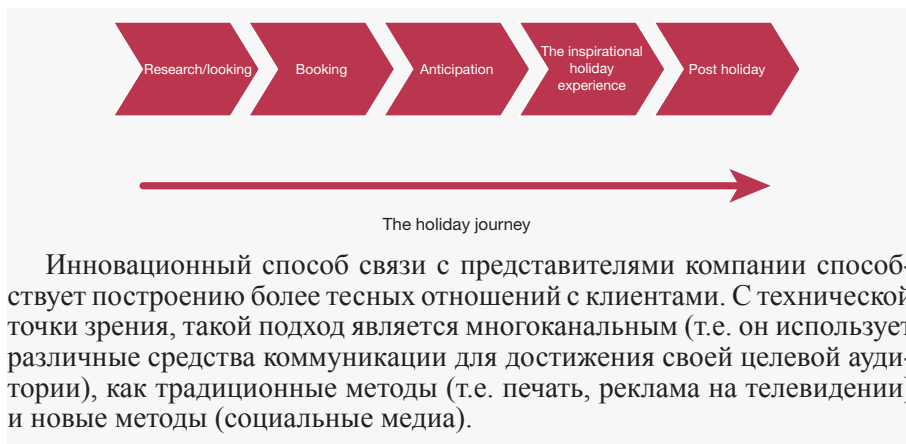 Research/looking
Booking
Anticipation
The inspirational
holiday
experience
Post holiday
The holiday journey
Инновационный способ связи с представителями компании способ-
ствует построению более тесных отношений с клиентами. С технической
точки зрения, такой подход является многоканальным (т.е. он использует
различные средства коммуникации для достижения своей целевой ауди-
тории), как традиционные методы (т.е. печать, реклама на телевидении)
и новые методы (социальные медиа).